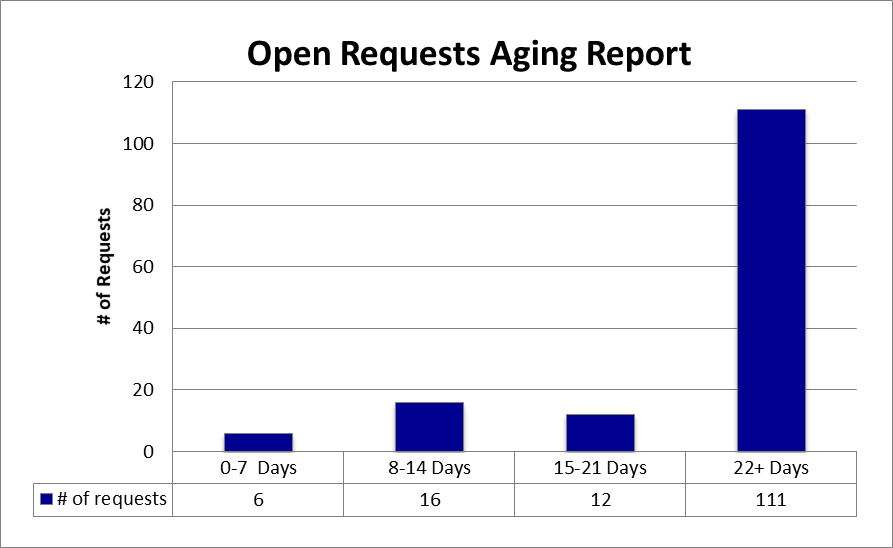 Open Requests Aging Report
120
100
80
60
40
20
0
# of Requests
0-7  Days 8-14 Days 15-21 Days 22+ Days
# of requests 6 16 12 111